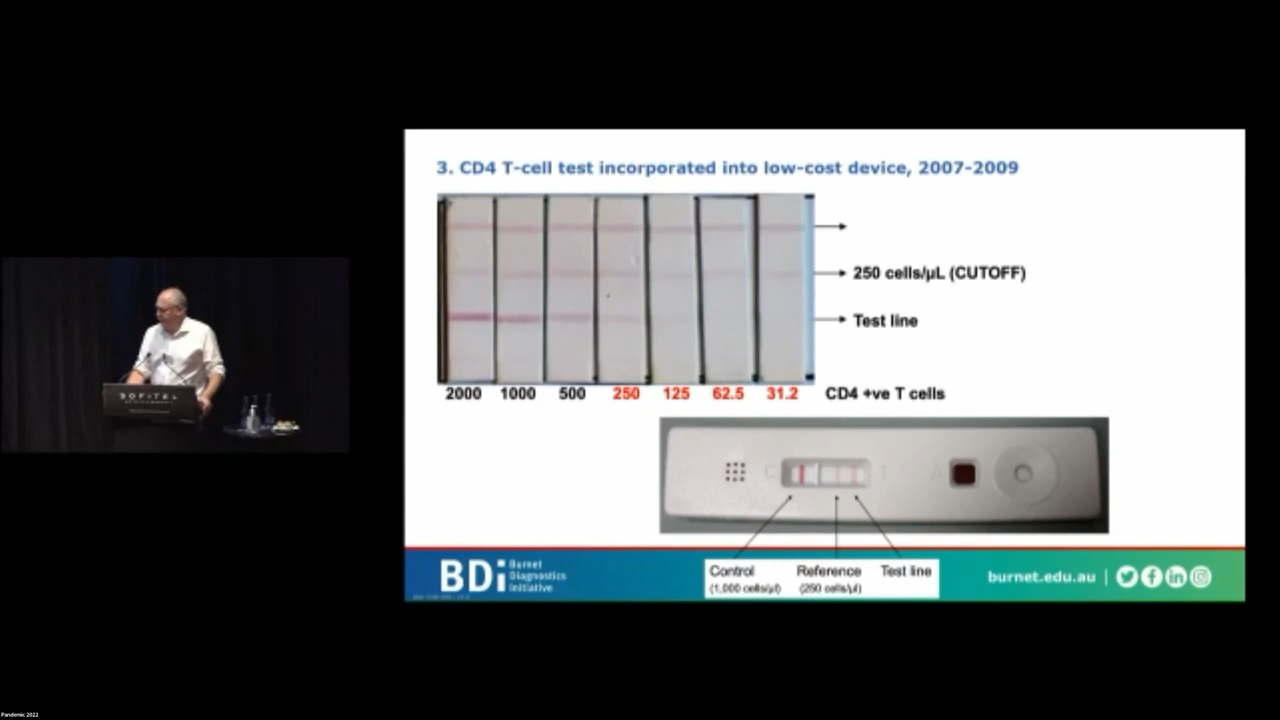 3. CD4 T-cell test incorporated into low-cost device, 2007-2009
250 cells/µL (CUTOFF)
Test line
2000 1000 500 250 125 62.5 31.2 CD4 +ve T cells
C T A
Control Reference Test line
(1,000 cells/µl) (250 cells/µl)
BDi Burnet
Diagnostics
Initiative
burnet.edu.au
SOFITEL
Pandemic 2022